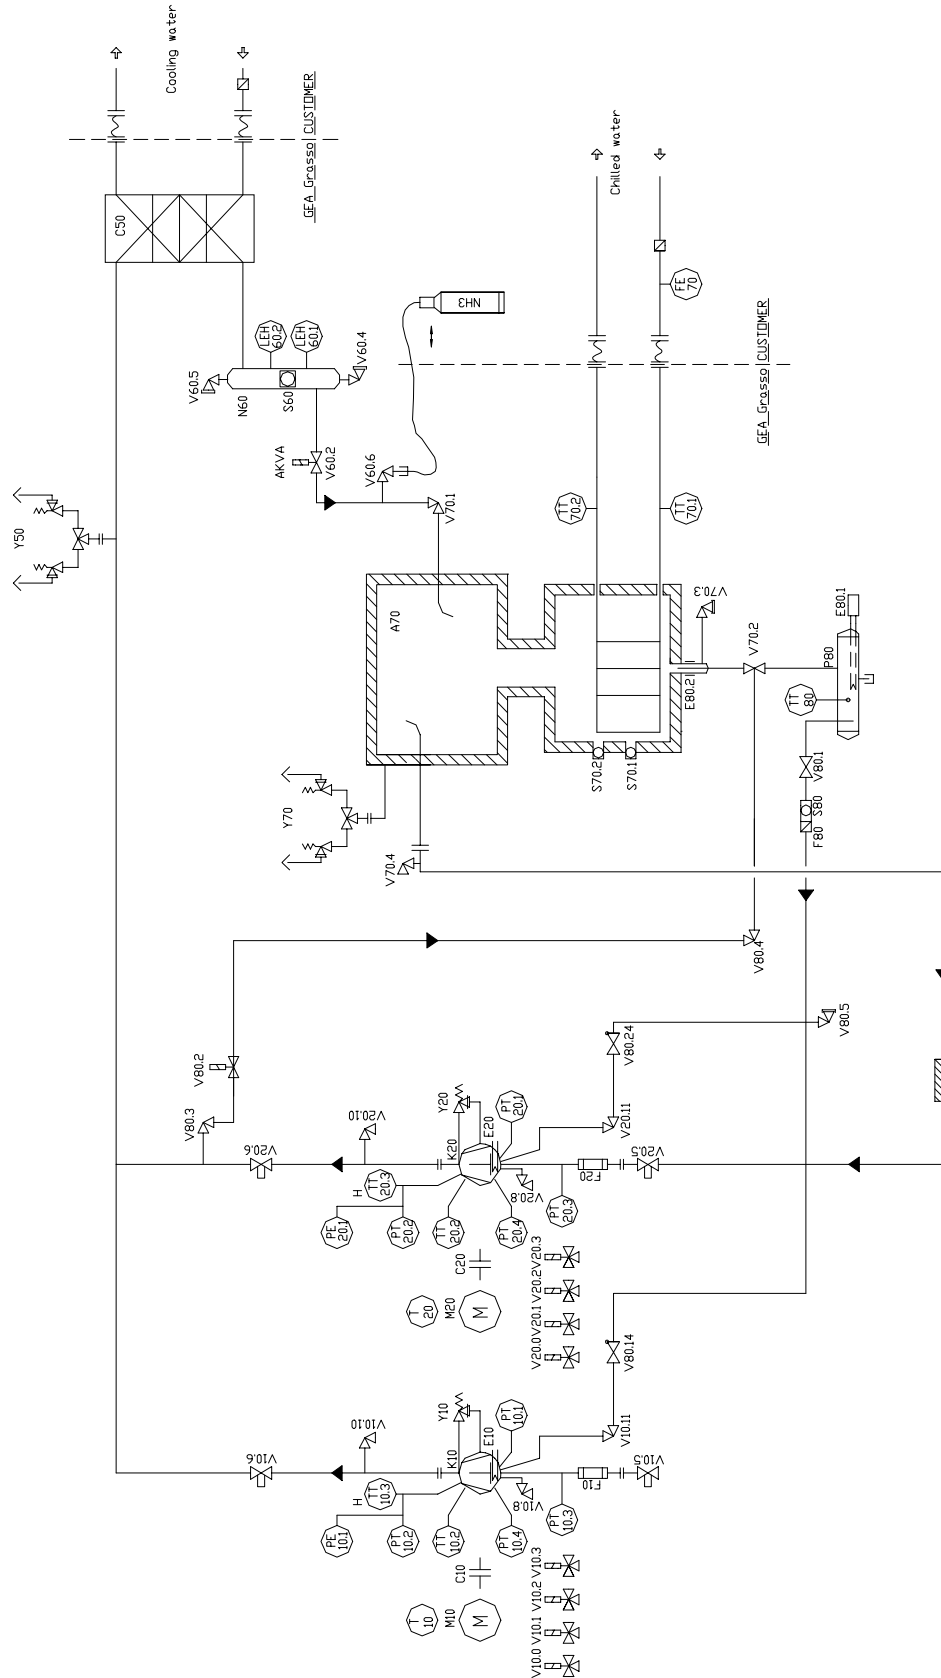 Cooling water
GEA Grasso
CUSTOMER
C50
Y50
V60.5
N60
S60
LEH
60.2
LEH
60.1
V60.4
AKVA
V60.2
V60.6
V70.1
NH3
GEA Grasso
CUSTOMER
Chilled water
FE
70
TT
70.2
TT
70.1
A70
Y70
V70.4
S70.2
S70.1
E80.2
V70.3
V70.2
E80.1
P80
TT
80
V80.1
S80
F80
V80.4
V80.5
V80.2
V80.3
V80.24
V20.11
V20.6
V20.10
Y20
K20
E20
PT
20.1
H
TT
20.3
PE
20.1
PT
20.2
TT
20.2
PT
20.4
V20.8
PT
20.3
F20
V20.5
C20
M20
M
T
20
V20.0
V20.1
V20.2
V20.3
V80.14
V10.11
V10.6
V10.10
Y10
K10
E10
PT
10.1
H
TT
10.3
PE
10.1
PT
10.2
TT
10.2
PT
10.4
V10.8
PT
10.3
F10
V10.5
C10
M10
M
T
10
V10.0
V10.1
V10.2
V10.3